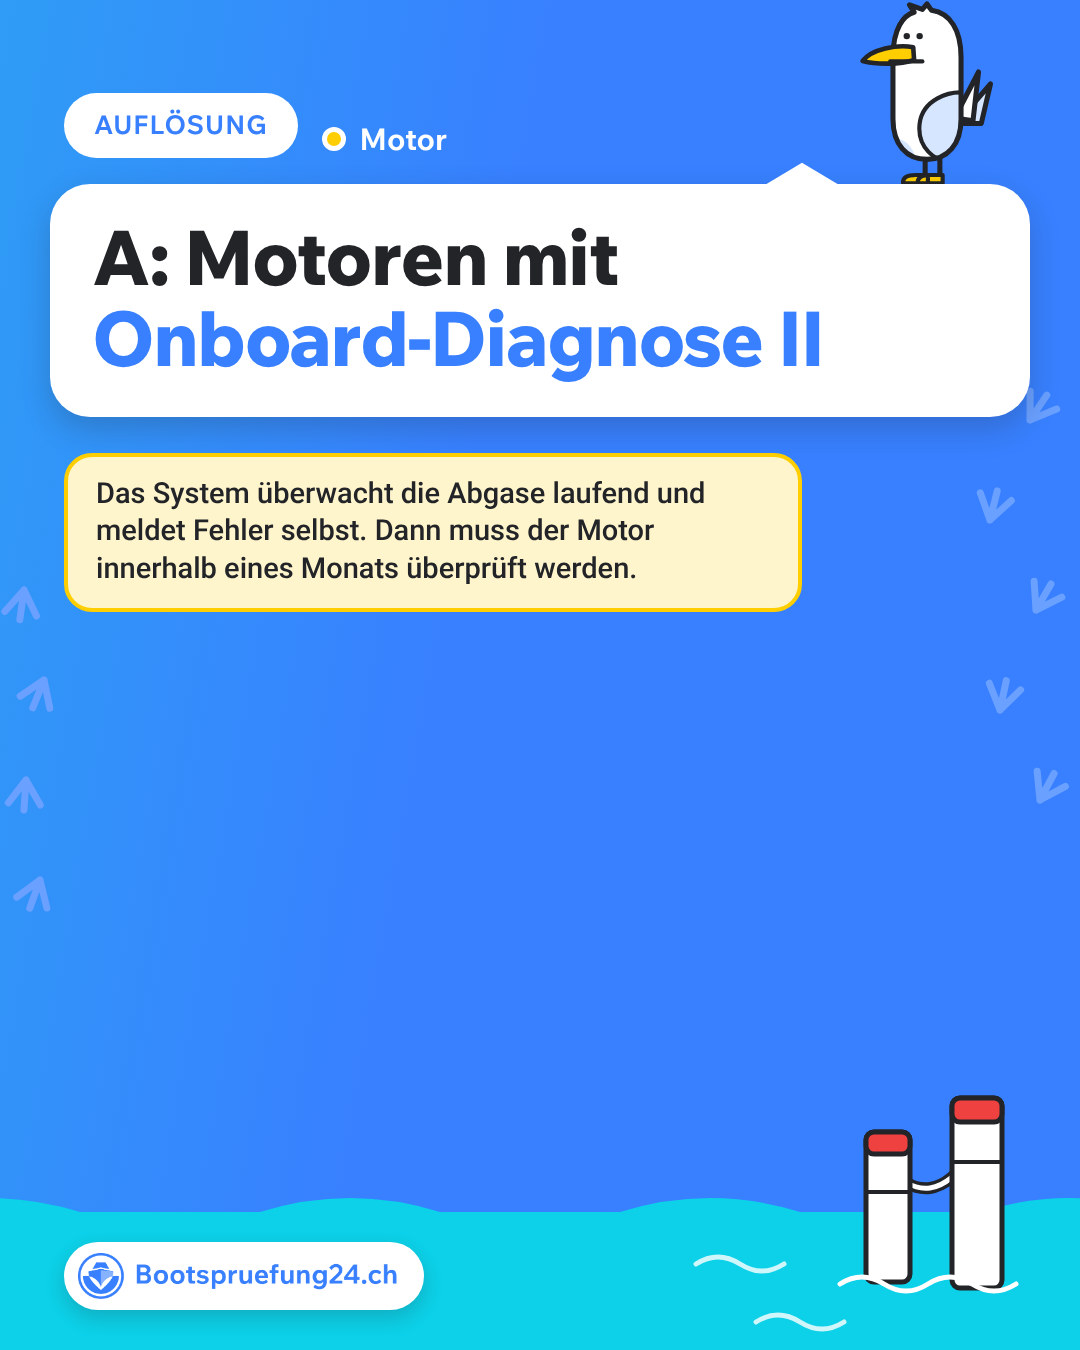 AUFLÖSUNG
Motor
A: Motoren mit
Onboard-Diagnose II
Das System überwacht die Abgase laufend und
meldet Fehler selbst. Dann muss der Motor
innerhalb eines Monats überprüft werden.
Bootspruefung24.ch